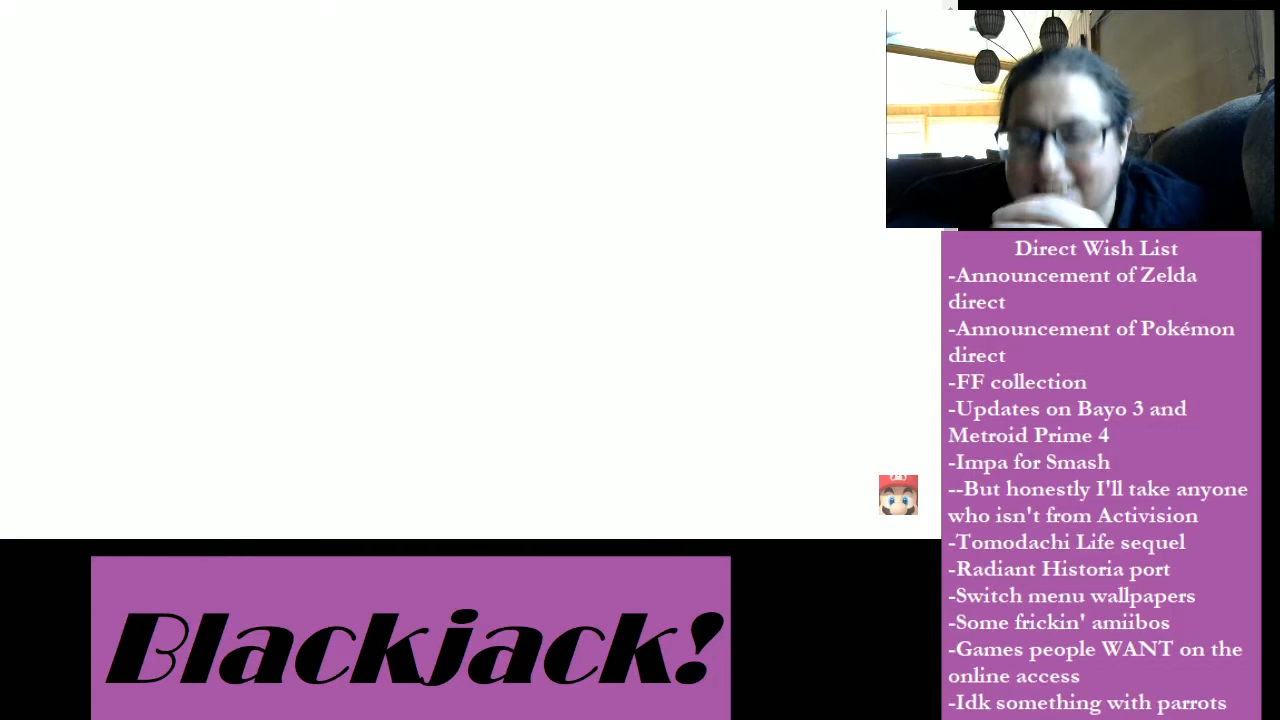 Direct Wish List
-Announcement of Zelda
direct
-Announcement of Pokémon
direct
-FF collection
-Updates on Bayo 3 and
Metroid Prime 4
-Impa for Smash
--But honestly I'll take anyone
who isn't from Activision
-Tomodachi Life sequel
-Radiant Historia port
-Switch menu wallpapers
-Some frickin' amiibos
-Games people WANT on the
online access
-Idk something with parrots
Blackjack!